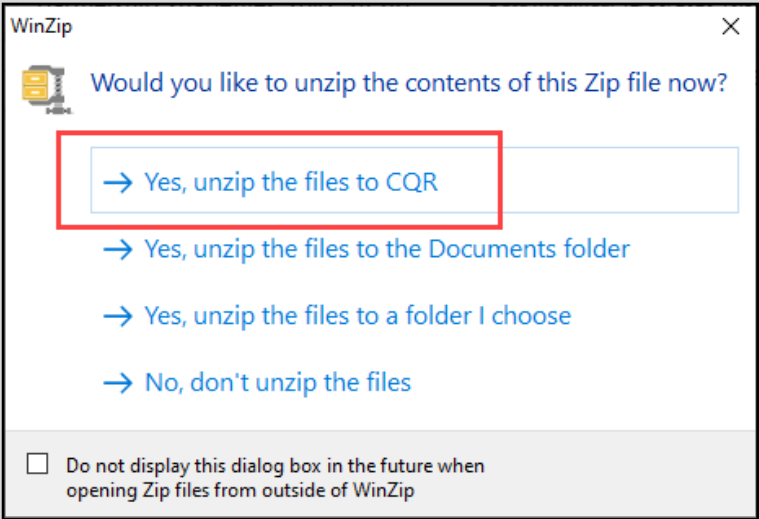 WinZip
Would you like to unzip the contents of this Zip file now?
Yes, unzip the files to CQR
Yes, unzip the files to the Documents folder
Yes, unzip the files to a folder I choose
No, don't unzip the files
Do not display this dialog box in the future when
opening Zip files from outside of WinZip